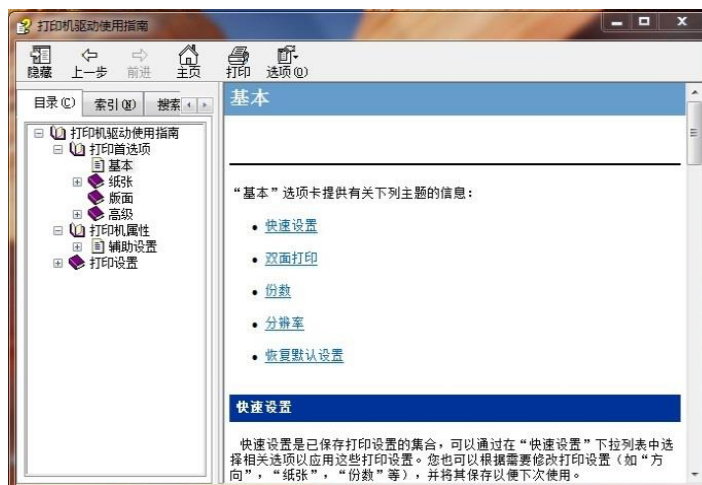 打印机驱动使用指南
隐藏 上一步 前进 主页 打印 选项(O)
目录(C) 索引(N) 搜索
打印机驱动使用指南
打印首选项
基本
纸张
版面
高级
打印机属性
辅助设置
打印设置
基本
“基本”选项卡提供有关下列主题的信息：
• 快速设置
• 双面打印
• 份数
• 分辨率
• 恢复默认设置
快速设置
快速设置是已保存打印设置的集合，可以通过在“快速设置”下拉列表中选
择相关选项以应用这些打印设置。您也可以根据需要修改打印设置（如“方
向”，“纸张”，“份数”等），并将其保存以便下次使用。